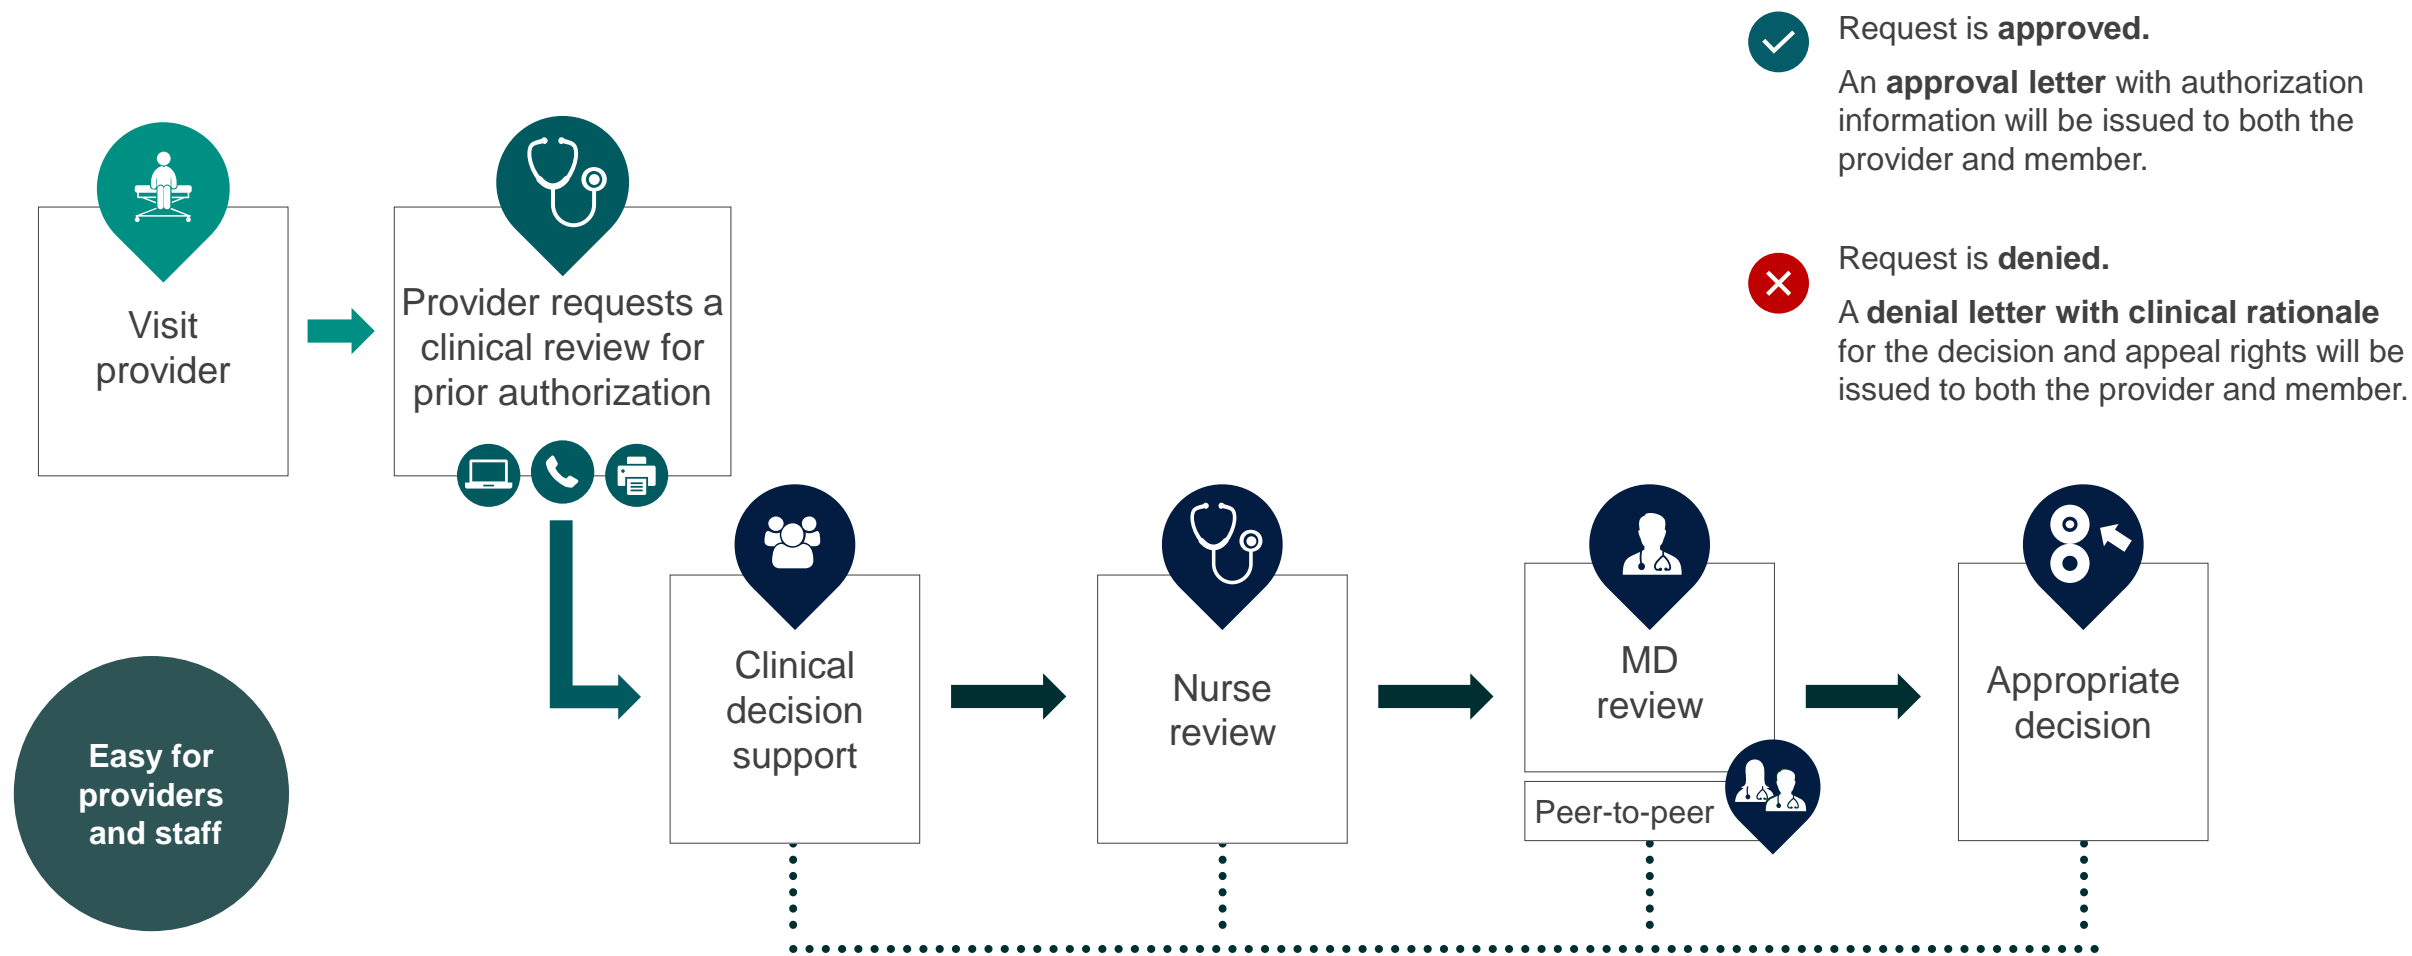 Request is approved.
An approval letter with authorization
information will be issued to both the
provider and member.
Request is denied.
A denial letter with clinical rationale
for the decision and appeal rights will be
issued to both the provider and member.
Visit
provider
Provider requests a
clinical review for
prior authorization
Clinical
decision
support
Nurse
review
MD
review
Peer-to-peer
Appropriate
decision
Easy for
providers
and staff